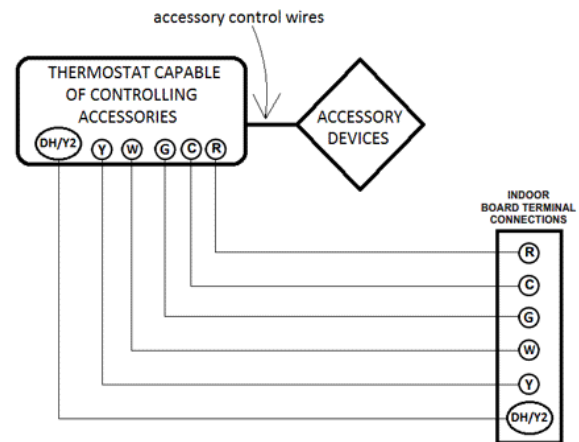 accessory control wires
THERMOSTAT CAPABLE
OF CONTROLLING
ACCESSORIES
DH/Y2 Y W G C R
ACCESSORY
DEVICES
INDOOR
BOARD TERMINAL
CONNECTIONS
R
C
G
W
Y
DH/Y2